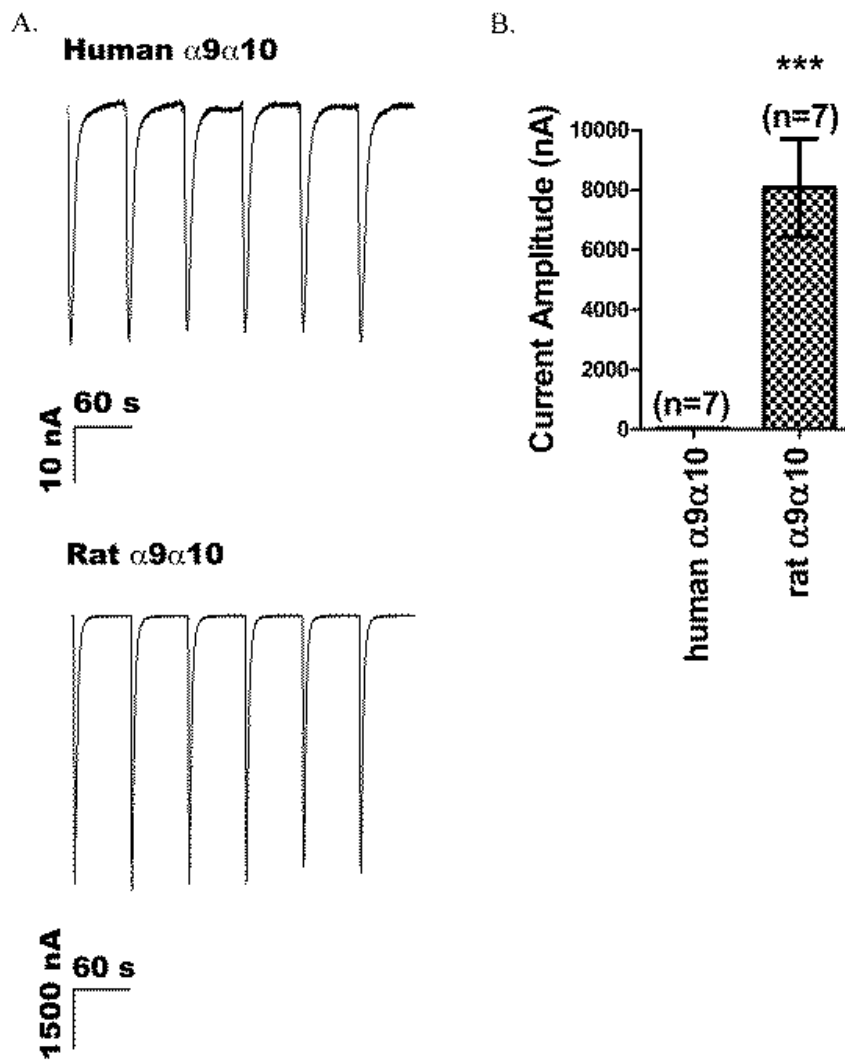 A.
Human α9α10
60 s
10 nA
Rat α9α10
60 s
1500 nA
B.
***
(n=7)
Current Amplitude (nA)
10000
8000
6000
4000
2000
0
(n=7)
human α9α10
rat α9α10